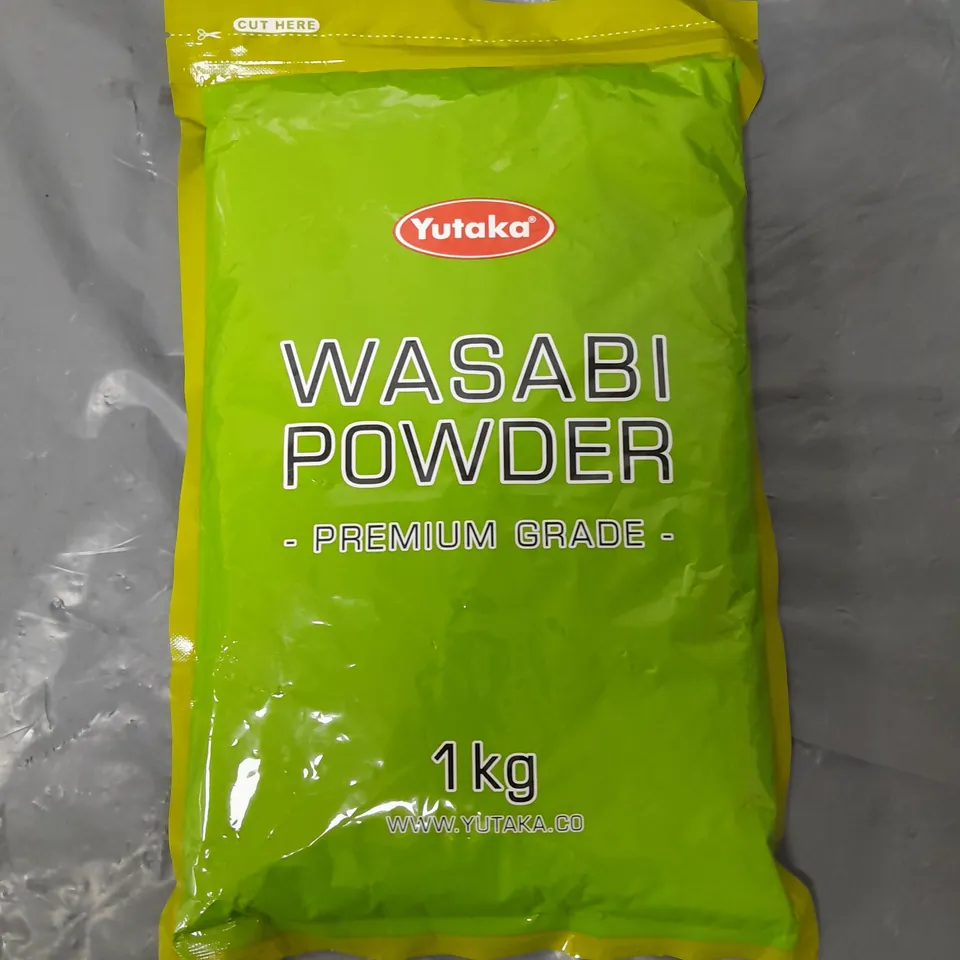 CUT HERE
Yutaka®
WASABI
POWDER
- PREMIUM GRADE -
1kg
WWW.YUTAKA.CO